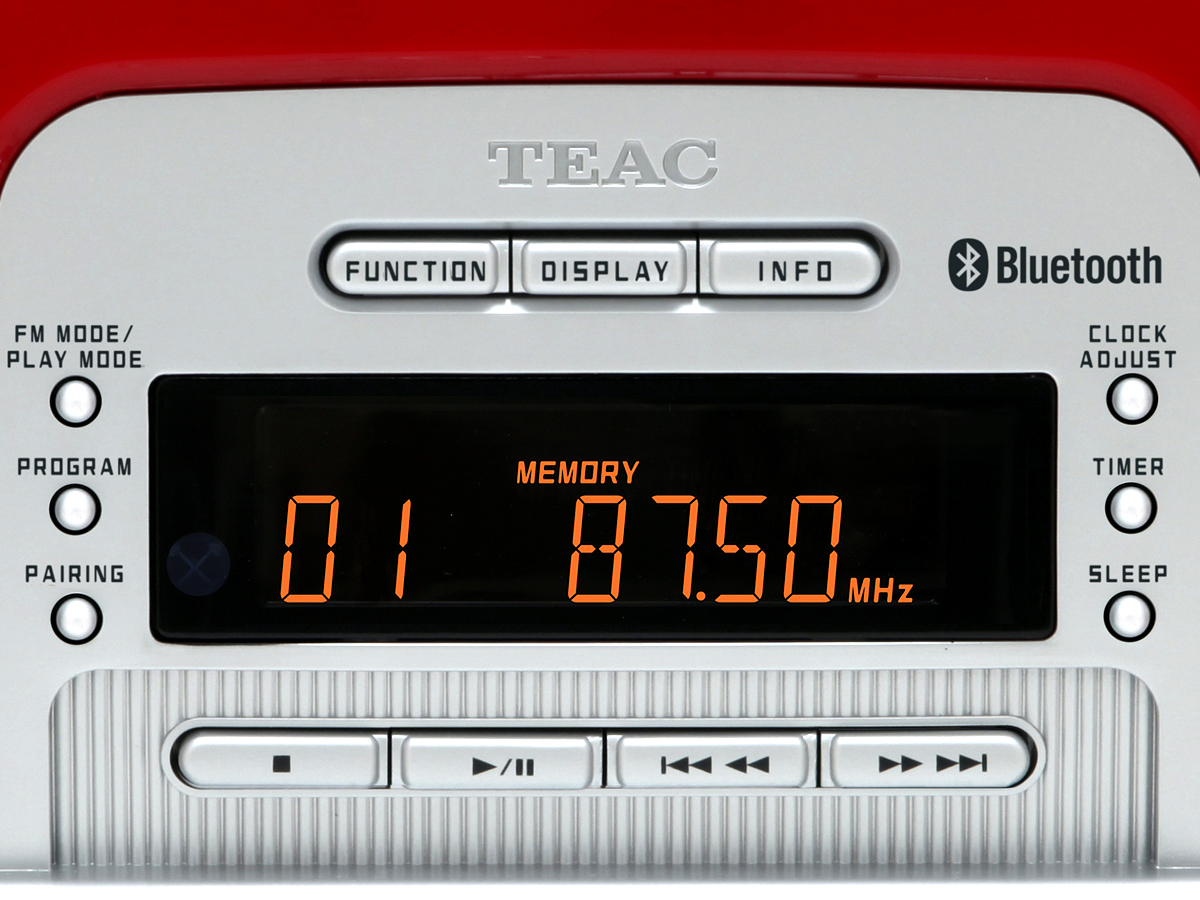 TEAC
FUNCTION DISPLAY INFO
Bluetooth
FM MODE/
PLAY MODE
PROGRAM
PAIRING
MEMORY
01 87.50 MHz
CLOCK
ADJUST
TIMER
SLEEP